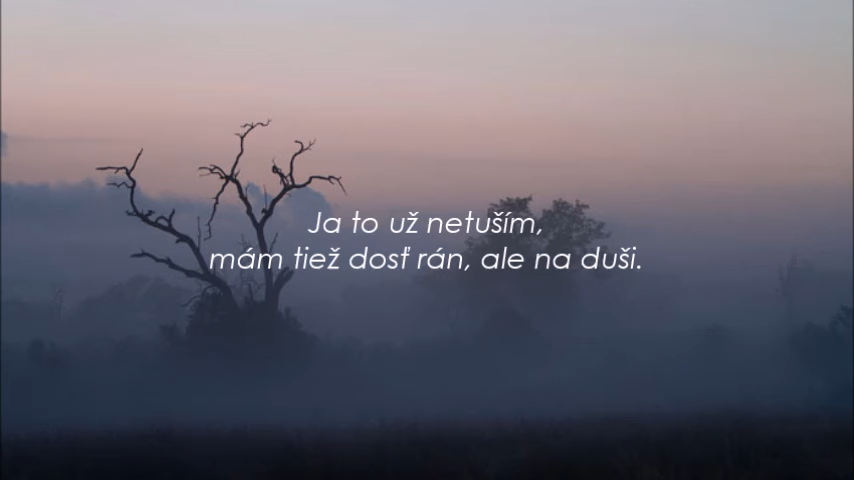 Ja to už netuším,
mám tiež dosť rán, ale na duši.